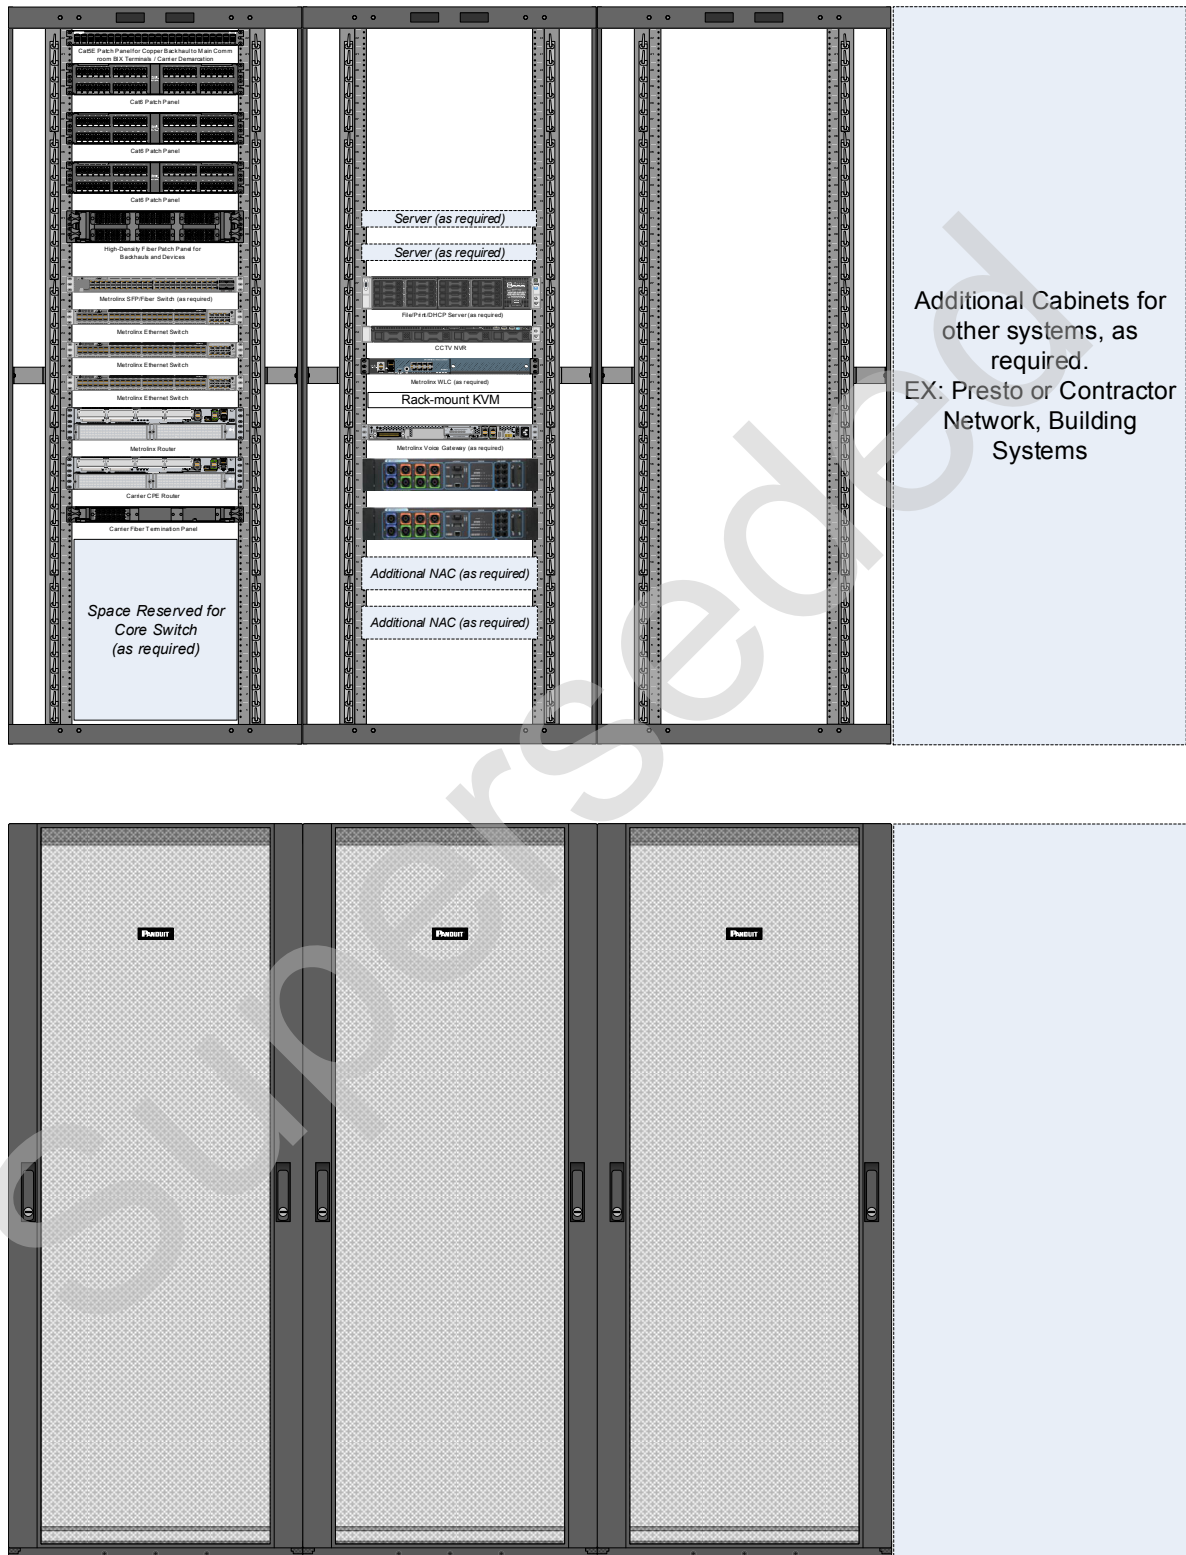 Cat5E Patch Panel for Copper Backhaul to Main Comm
room BIX Terminals / Carrier Demarcation
Cat6 Patch Panel
Cat6 Patch Panel
Cat6 Patch Panel
High-Density Fiber Patch Panel for
Backhauls and Devices
Metrolinx SFP/Fiber Switch (as required)
Metrolinx Ethernet Switch
Metrolinx Ethernet Switch
Metrolinx Ethernet Switch
Metrolinx Router
Carrier CPE Router
Carrier Fiber Termination Panel
Space Reserved for
Core Switch
(as required)
Server (as required)
Server (as required)
File/Print/DHCP Server (as required)
CCTV NVR
Metrolinx WLC (as required)
Rack-mount KVM
Metrolinx Voice Gateway (as required)
Additional NAC (as required)
Additional NAC (as required)
Additional Cabinets for
other systems, as
required.
EX: Presto or Contractor
Network, Building
Systems
PANDUIT
PANDUIT
PANDUIT
Superseded